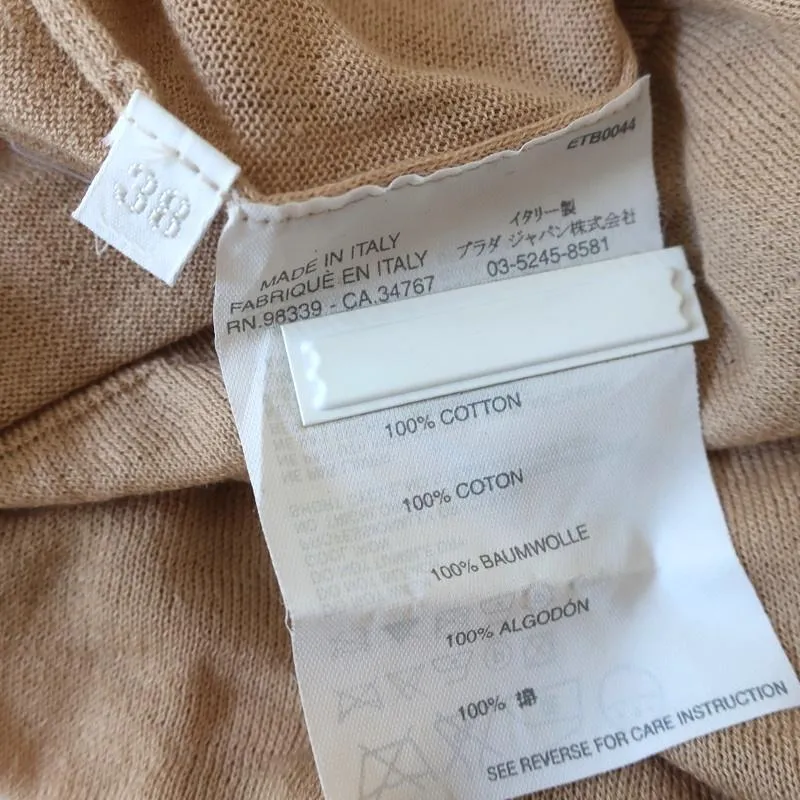 38
ETB0044
イタリー製
プラダ ジャパン株式会社
03-5245-8581
MADE IN ITALY
FABRIQUÈ EN ITALY
RN.98339 - CA.34767
100% COTTON
100% COTON
100% BAUMWOLLE
100% ALGODÓN
100% 綿
SEE REVERSE FOR CARE INSTRUCTION